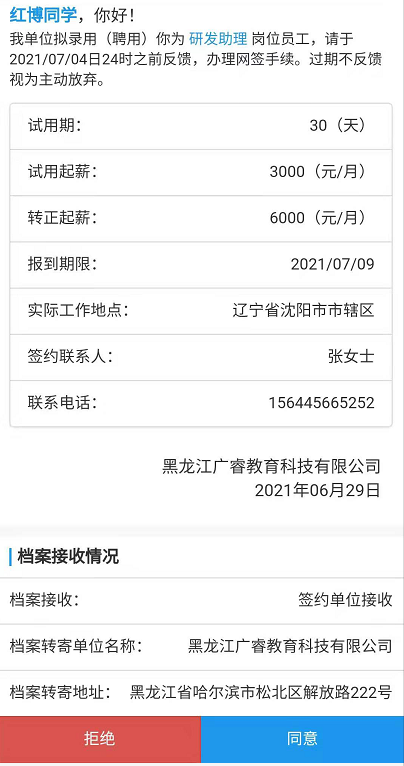 红博同学，你好！
我单位拟录用（聘用）你为 研发助理 岗位员工，请于
2021/07/04日24时之前反馈，办理网签手续。过期不反馈
视为主动放弃。
试用期： 30（天）
试用起薪： 3000（元/月）
转正起薪： 6000（元/月）
报到期限： 2021/07/09
实际工作地点： 辽宁省沈阳市市辖区
签约联系人： 张女士
联系电话： 156445665252
黑龙江广睿教育科技有限公司
2021年06月29日
档案接收情况
档案接收： 签约单位接收
档案转寄单位名称： 黑龙江广睿教育科技有限公司
档案转寄地址： 黑龙江省哈尔滨市松北区解放路222号
拒绝 同意